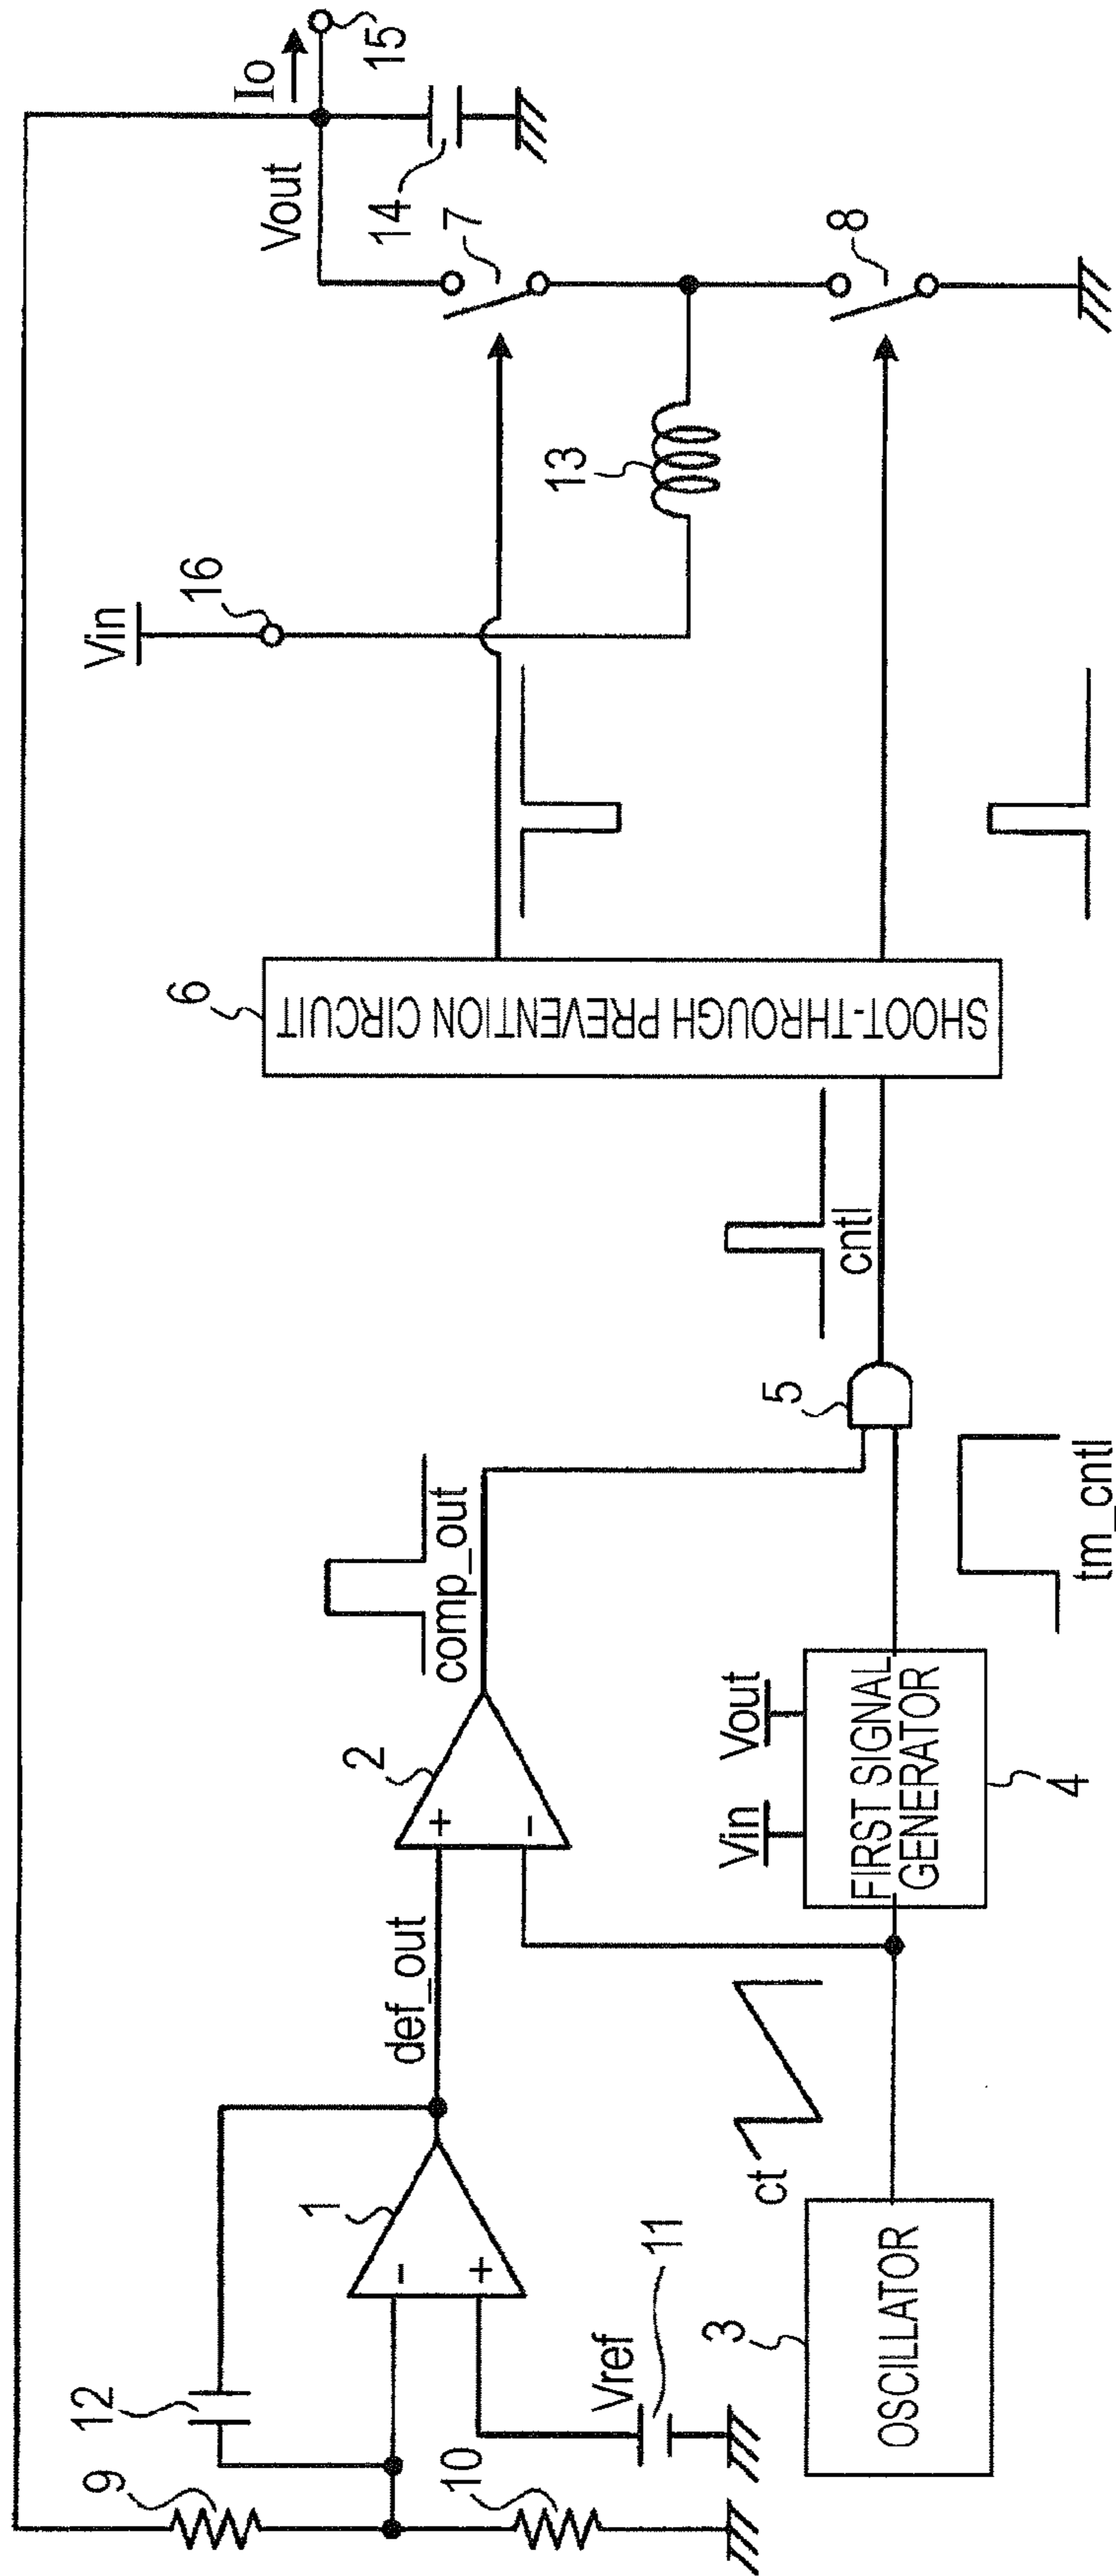 9
12
10
1
Vref
11
3
OSCILLATOR
ct
def_out
2
comp_out
Vin
Vout
FIRST SIGNAL
GENERATOR
4
tm_cntl
5
cntl
6
SHOOT-THROUGH PREVENTION CIRCUIT
Vin
16
13
7
8
Vout
14
Io
15
+
-
+
-